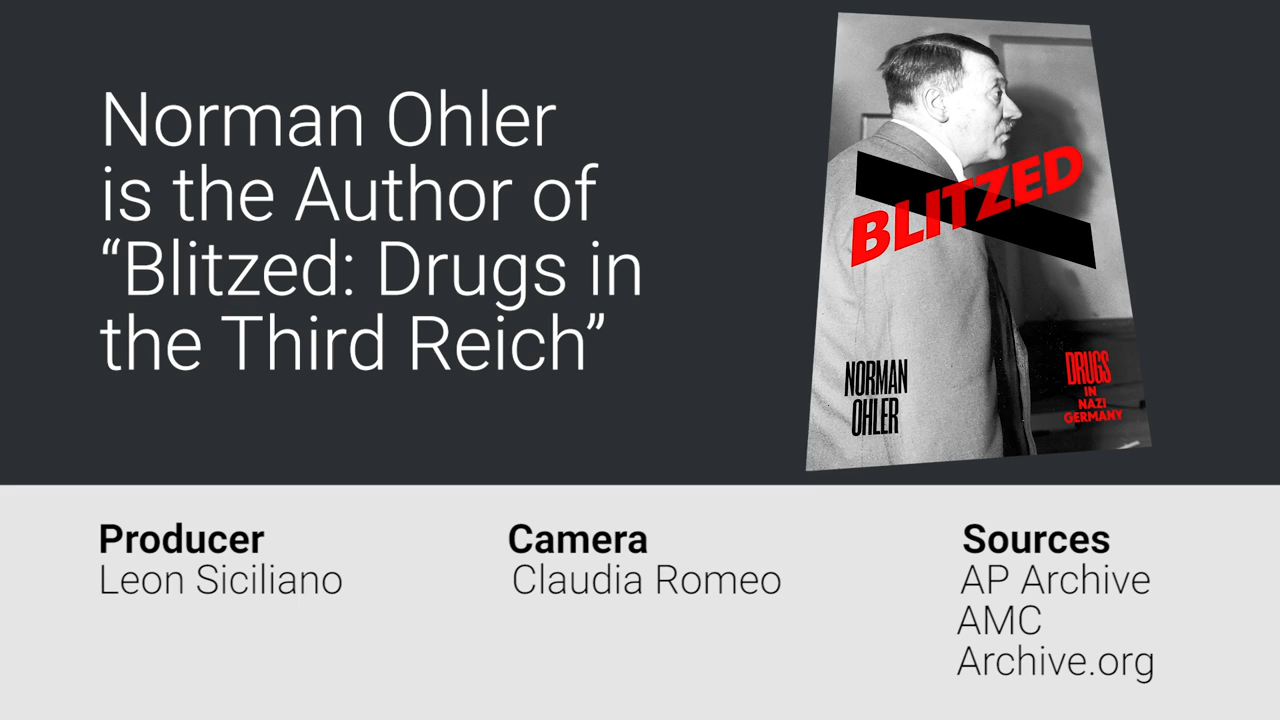 Norman Ohler
is the Author of
“Blitzed: Drugs in
the Third Reich”
BLITZED
NORMAN
OHLER
DRUGS
IN
NAZI
GERMANY
Producer
Leon Siciliano
Camera
Claudia Romeo
Sources
AP Archive
AMC
Archive.org